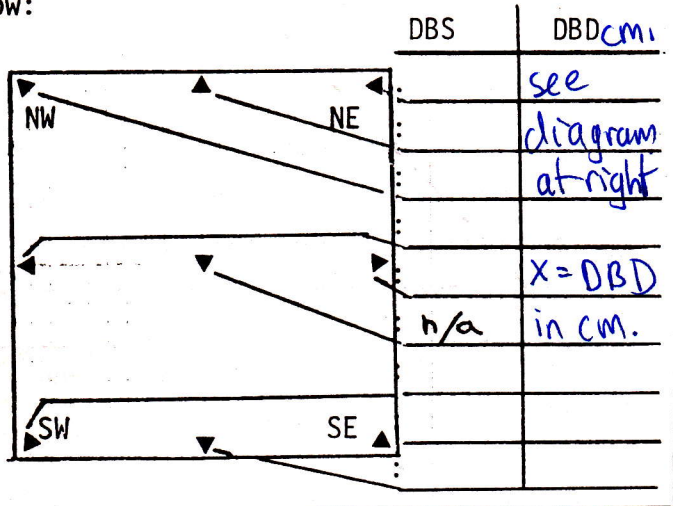 ow:
DBS DBD cm.
see
NW NE diagram
at right
X = DBD
n/a in cm.
SW SE